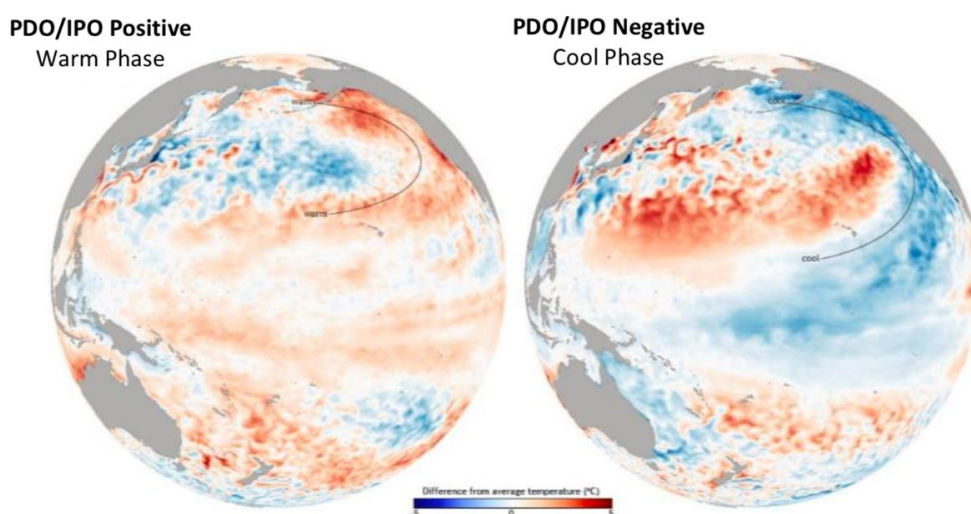 PDO/IPO Positive
Warm Phase
PDO/IPO Negative
Cool Phase
warm
warm
cool
cool
Difference from average temperature (°C)
0
5